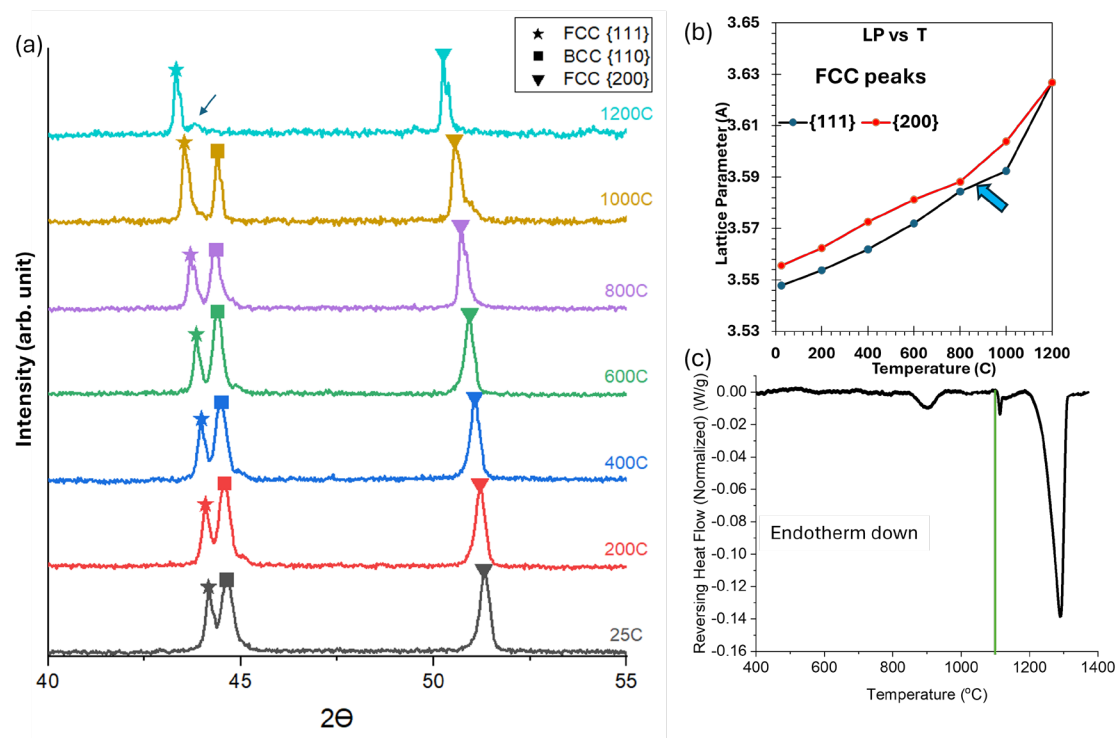 (a)
FCC {111}
BCC {110}
FCC {200}
1200C
1000C
800C
600C
400C
200C
25C
Intensity (arb. unit)
40
45
50
55
2Θ
(b)
LP vs T
FCC peaks
{111}
{200}
Lattice Parameter (A)
3.65
3.63
3.61
3.59
3.57
3.55
3.53
0
200
400
600
800
1000
1200
Temperature (C)
(c)
Reversing Heat Flow (Normalized) (W/g)
0.00
-0.02
-0.04
-0.06
-0.08
-0.10
-0.12
-0.14
-0.16
Endotherm down
400
600
800
1000
1200
1400
Temperature (°C)